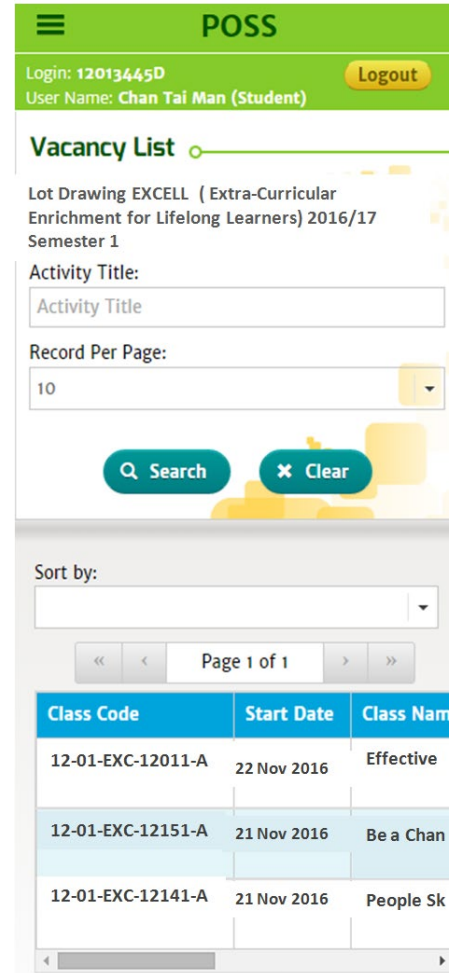 POSS
Login: 12013445D
Logout
User Name: Chan Tai Man (Student)
Vacancy List
Lot Drawing EXCELL ( Extra-Curricular
Enrichment for Lifelong Learners) 2016/17
Semester 1
Activity Title:
Activity Title
Record Per Page:
10
Search
Clear
Sort by:
Page 1 of 1
Class Code Start Date Class Nam
12-01-EXC-12011-A 22 Nov 2016 Effective
12-01-EXC-12151-A 21 Nov 2016 Be a Chan
12-01-EXC-12141-A 21 Nov 2016 People Sk